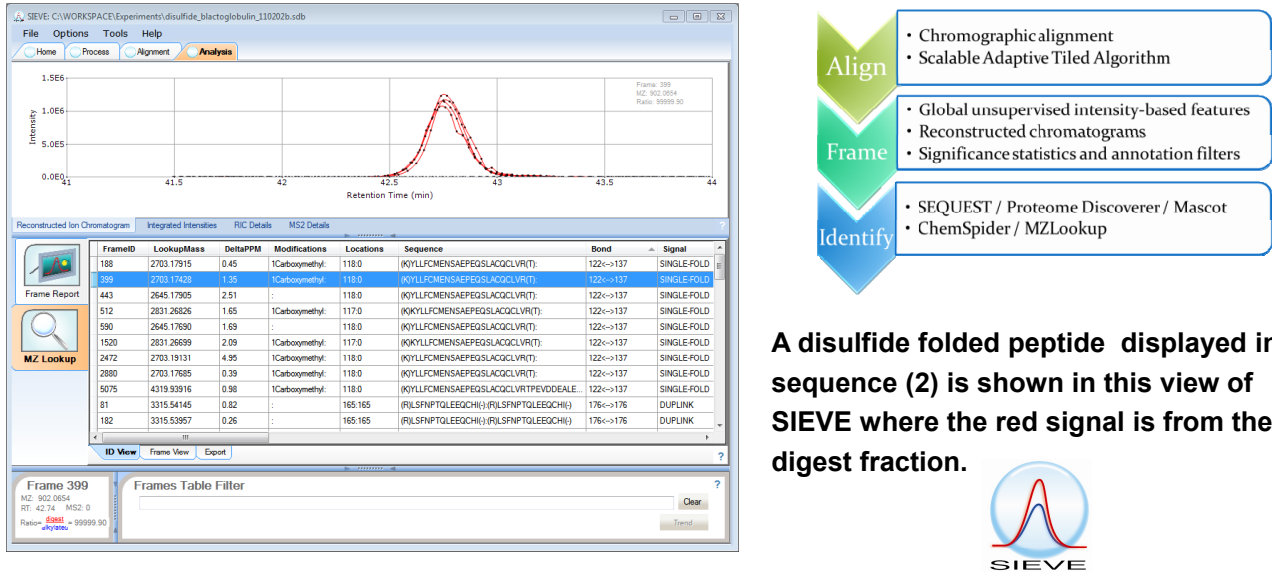 SIEVE: C:\WORKSPACE\Experiments\disulfide_blactoglobulin_110202b.sdb
File Options Tools Help
Home Process Alignment Analysis
Frame: 399
MZ: 902.0654
Ratio: 99999.90
1.5E6
1.0E6
5.0E5
0.0E0
Intensity
41 41.5 42 42.5 43 43.5 44
Retention Time (min)
Reconstructed Ion Chromatogram Integrated Intensities RIC Details MS2 Details ?
Frame Report
MZ Lookup
FrameID LookupMass DeltaPPM Modifications Locations Sequence Bond Signal
188 2703.17915 0.45 1Carboxymethyl: 118:0 (K)YLLFCMENSAEPEQSLACQCLVR(T): 122<-->137 SINGLE-FOLD
399 2703.17428 1.35 1Carboxymethyl: 118:0 (K)YLLFCMENSAEPEQSLACQCLVR(T): 122<-->137 SINGLE-FOLD
443 2645.17905 2.51 : 118:0 (K)YLLFCMENSAEPEQSLACQCLVR(T): 122<-->137 SINGLE-FOLD
512 2831.26826 1.65 1Carboxymethyl: 117:0 (K)KYLLFCMENSAEPEQSLACQCLVR(T): 122<-->137 SINGLE-FOLD
590 2645.17690 1.69 : 118:0 (K)YLLFCMENSAEPEQSLACQCLVR(T): 122<-->137 SINGLE-FOLD
1520 2831.26699 2.09 1Carboxymethyl: 117:0 (K)KYLLFCMENSAEPEQSLACQCLVR(T): 122<-->137 SINGLE-FOLD
2472 2703.19131 4.95 1Carboxymethyl: 118:0 (K)YLLFCMENSAEPEQSLACQCLVR(T): 122<-->137 SINGLE-FOLD
2880 2703.17685 0.39 1Carboxymethyl: 118:0 (K)YLLFCMENSAEPEQSLACQCLVR(T): 122<-->137 SINGLE-FOLD
5075 4319.93916 0.98 1Carboxymethyl: 118:0 (K)YLLFCMENSAEPEQSLACQCLVRTPEVDDEALE... 122<-->137 SINGLE-FOLD
81 3315.54145 0.82 : 165:165 (R)LSFNPTQLEEQCHI(-):(R)LSFNPTQLEEQCHI(-) 176<-->176 DUPLINK
182 3315.53957 0.26 : 165:165 (R)LSFNPTQLEEQCHI(-):(R)LSFNPTQLEEQCHI(-) 176<-->176 DUPLINK
ID View Frame View Export ?
Frame 399
MZ: 902.0654
RT: 42.74 MS2: 0
Ratio= digest / alkylated = 99999.90
Frames Table Filter ?
Clear
Trend
Align
• Chromatographic alignment
• Scalable Adaptive Tiled Algorithm
Frame
• Global unsupervised intensity-based features
• Reconstructed chromatograms
• Significance statistics and annotation filters
Identify
• SEQUEST / Proteome Discoverer / Mascot
• ChemSpider / MZLookup
A disulfide folded peptide displayed in
sequence (2) is shown in this view of
SIEVE where the red signal is from the
digest fraction.
SIEVE